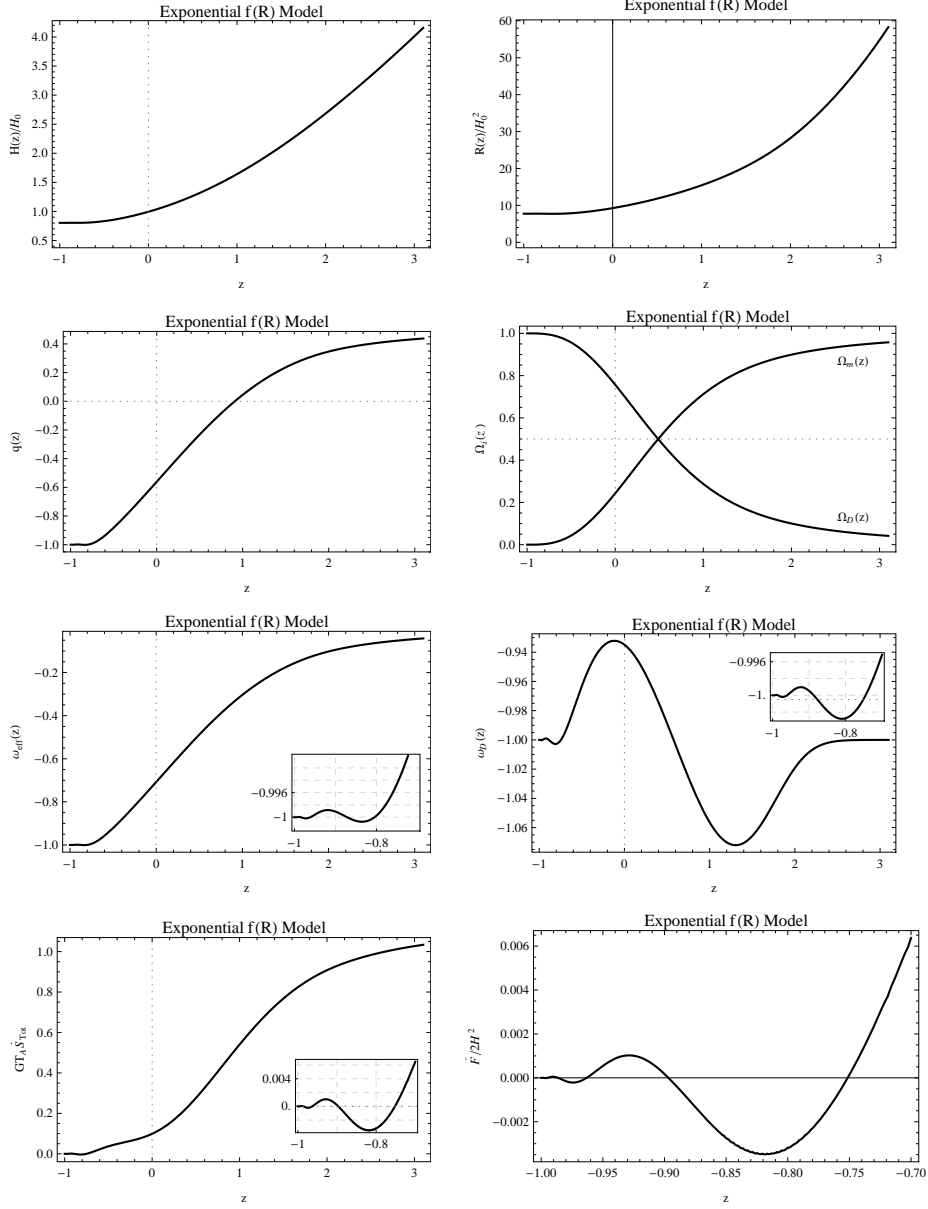 Exponential f(R) Model
H(z)/H0
4.0
3.5
3.0
2.5
2.0
1.5
1.0
0.5
−1 0 1 2 3
z
Exponential f(R) Model
R(z)/H0^2
60
50
40
30
20
10
0
−1 0 1 2 3
z
Exponential f(R) Model
q(z)
0.4
0.2
0.0
−0.2
−0.4
−0.6
−0.8
−1.0
−1 0 1 2 3
z
Exponential f(R) Model
Ωi(z)
1.0
0.8
0.6
0.4
0.2
0.0
Ωm(z)
ΩD(z)
−1 0 1 2 3
z
Exponential f(R) Model
ωeff(z)
−0.2
−0.4
−0.6
−0.8
−1.0
−0.996
−1
−1 −0.8
−1 0 1 2 3
z
Exponential f(R) Model
ωD(z)
−0.94
−0.96
−0.98
−1.00
−1.02
−1.04
−1.06
−0.996
−1.
−1 −0.8
−1 0 1 2 3
z
Exponential f(R) Model
GTA ṠTot
1.0
0.8
0.6
0.4
0.2
0.0
0.004
0.
−1 −0.8
−1 0 1 2 3
z
Exponential f(R) Model
F̈/2H²
0.006
0.004
0.002
0.000
−0.002
−1.00 −0.95 −0.90 −0.85 −0.80 −0.75 −0.70
z